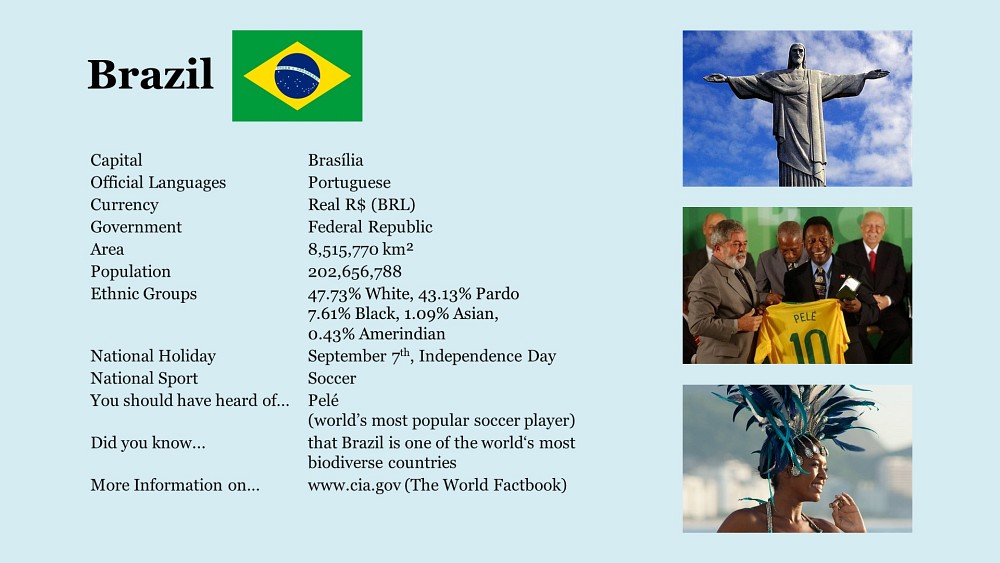 Brazil
Capital Brasília
Official Languages Portuguese
Currency Real R$ (BRL)
Government Federal Republic
Area 8,515,770 km²
Population 202,656,788
Ethnic Groups 47.73% White, 43.13% Pardo
7.61% Black, 1.09% Asian,
0.43% Amerindian
National Holiday September 7th, Independence Day
National Sport Soccer
You should have heard of... Pelé
(world's most popular soccer player)
Did you know... that Brazil is one of the world‘s most
biodiverse countries
More Information on... www.cia.gov (The World Factbook)
PELÉ
10